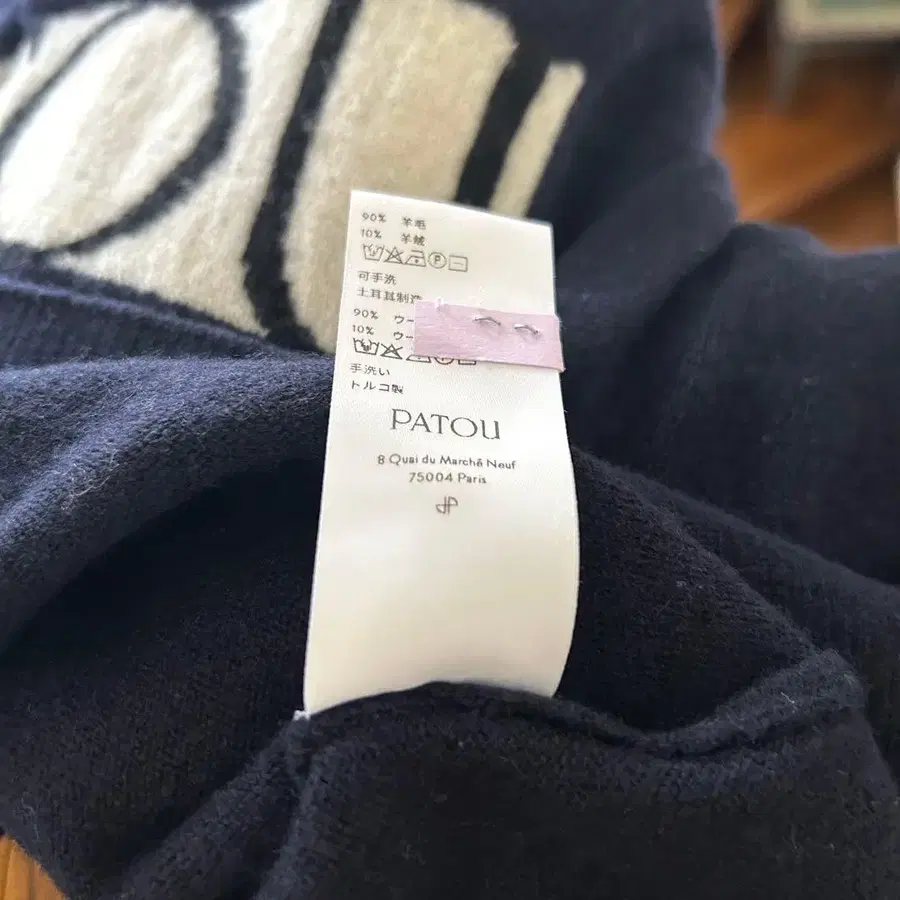 90% 羊毛
10% 羊绒
P
可手洗
土耳其制造
90% ウー
10% ウー
手洗い
トルコ製
PATOU
8 Quai du Marché Neuf
75004 Paris
JP